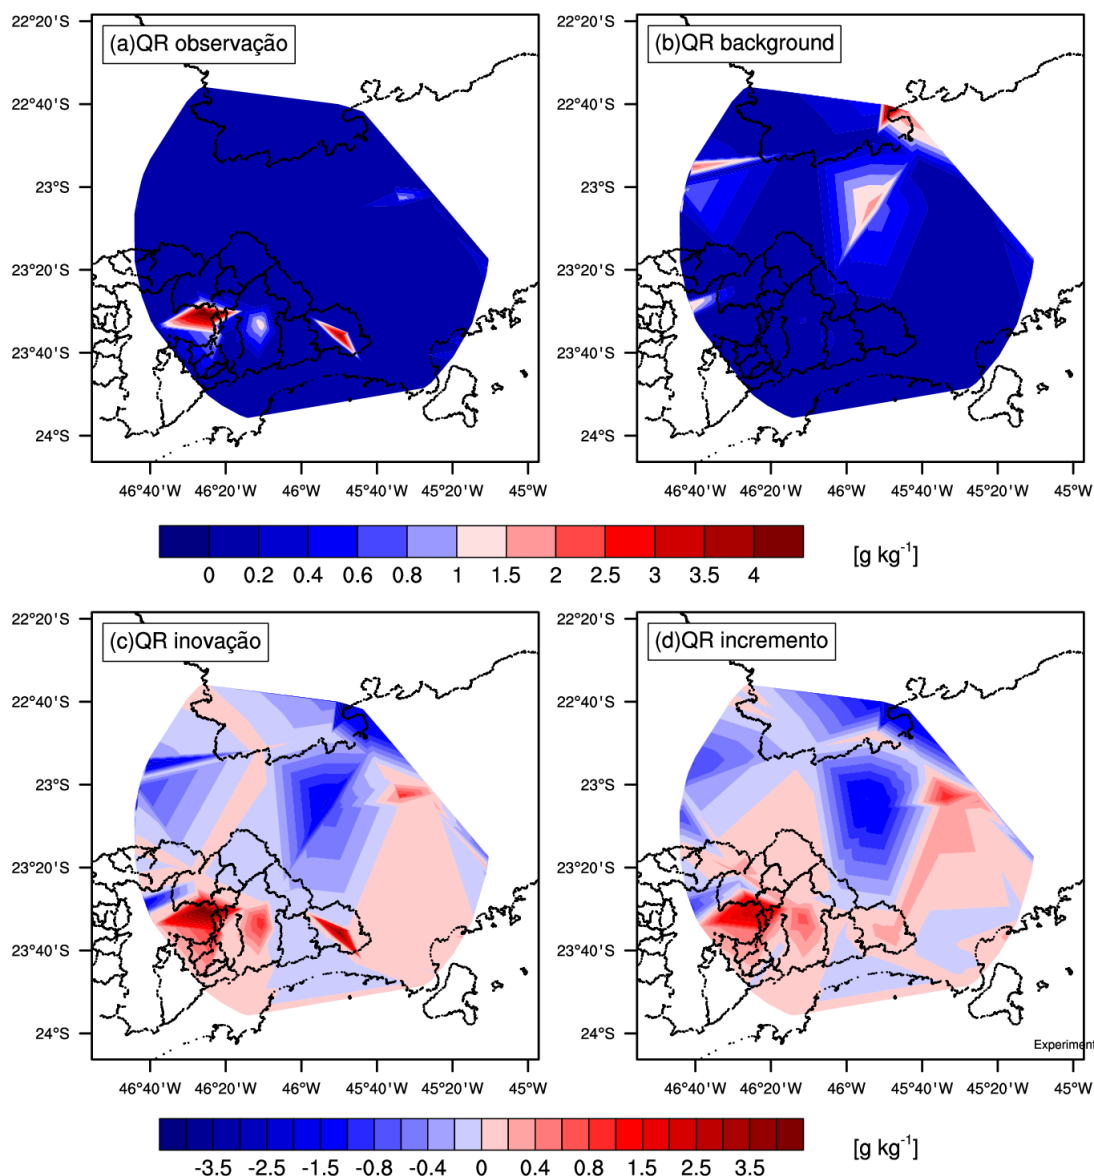 (a)QR observação
(b)QR background
22°20'S
22°40'S
23°S
23°20'S
23°40'S
24°S
22°20'S
22°40'S
23°S
23°20'S
23°40'S
24°S
46°40'W 46°20'W 46°W 45°40'W 45°20'W 45°W
46°40'W 46°20'W 46°W 45°40'W 45°20'W 45°W
0 0.2 0.4 0.6 0.8 1 1.5 2 2.5 3 3.5 4
[g kg⁻¹]
(c)QR inovação
(d)QR incremento
22°20'S
22°40'S
23°S
23°20'S
23°40'S
24°S
22°20'S
22°40'S
23°S
23°20'S
23°40'S
24°S
Experiment
46°40'W 46°20'W 46°W 45°40'W 45°20'W 45°W
46°40'W 46°20'W 46°W 45°40'W 45°20'W 45°W
-3.5 -2.5 -1.5 -0.8 -0.4 0 0.4 0.8 1.5 2.5 3.5
[g kg⁻¹]